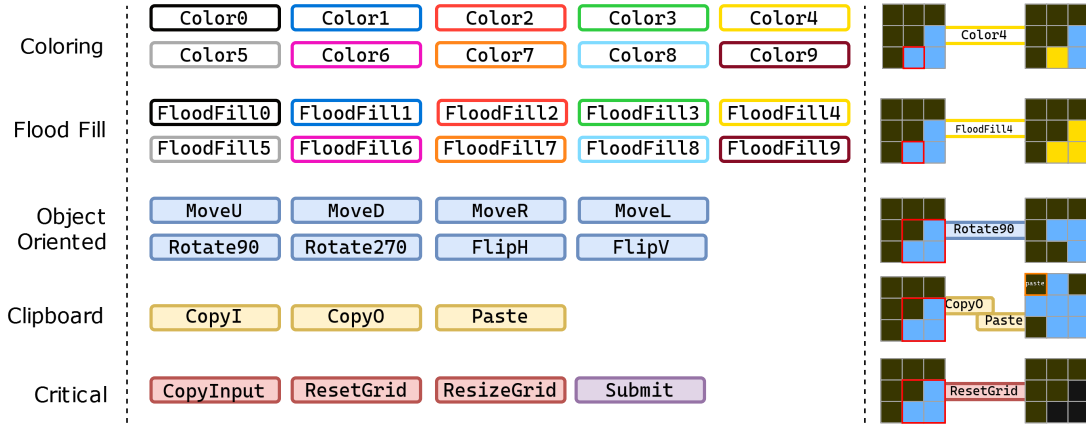 Coloring
Color0 Color1 Color2 Color3 Color4
Color5 Color6 Color7 Color8 Color9
Color4
Flood Fill
FloodFill0 FloodFill1 FloodFill2 FloodFill3 FloodFill4
FloodFill5 FloodFill6 FloodFill7 FloodFill8 FloodFill9
FloodFill4
Object
Oriented
MoveU MoveD MoveR MoveL
Rotate90 Rotate270 FlipH FlipV
Rotate90
Clipboard
CopyI CopyO Paste
CopyO
Paste
paste
Critical
CopyInput ResetGrid ResizeGrid Submit
ResetGrid